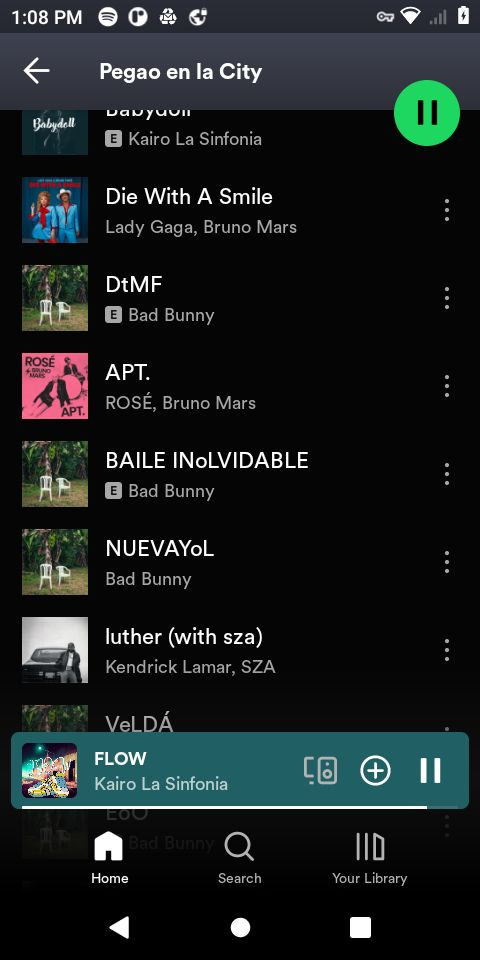 1:08 PM
Pegao en la City
Babydoll
Babydoll
E Kairo La Sinfonia
Die With A Smile
Lady Gaga, Bruno Mars
DtMF
E Bad Bunny
ROSÉ
& BRUNO
MARS
APT.
APT.
ROSÉ, Bruno Mars
BAILE INoLVIDABLE
E Bad Bunny
NUEVAYoL
Bad Bunny
luther (with sza)
Kendrick Lamar, SZA
VeLDÁ
FLOW
Kairo La Sinfonia
EoO
Bad Bunny
Home
Search
Your Library